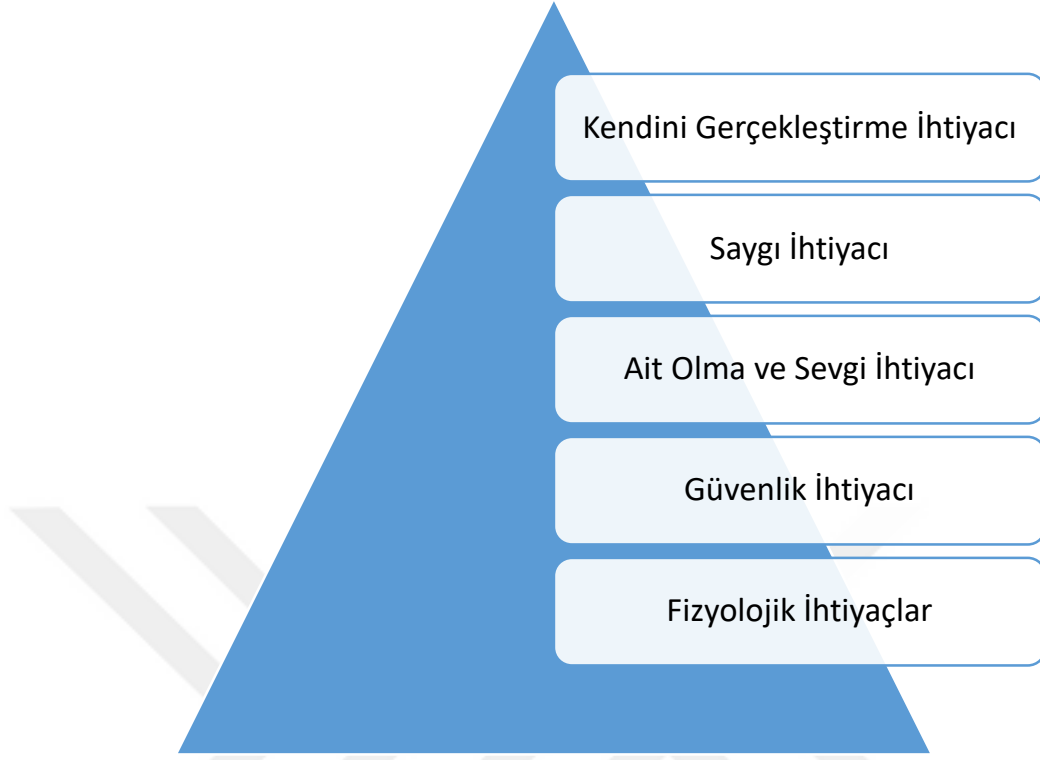 Kendini Gerçekleştirme İhtiyacı
Saygı İhtiyacı
Ait Olma ve Sevgi İhtiyacı
Güvenlik İhtiyacı
Fizyolojik İhtiyaçlar